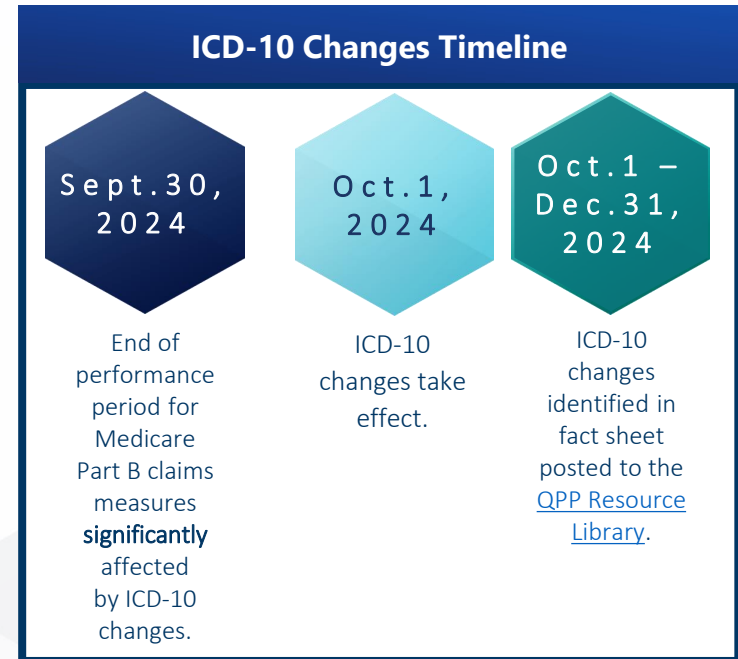 ICD-10 Changes Timeline
Sept.30,
2024
End of
performance
period for
Medicare
Part B claims
measures
significantly
affected
by ICD-10
changes.
Oct.1,
2024
ICD-10
changes take
effect.
Oct.1 –
Dec.31,
2024
ICD-10
changes
identified in
fact sheet
posted to the
QPP Resource
Library.